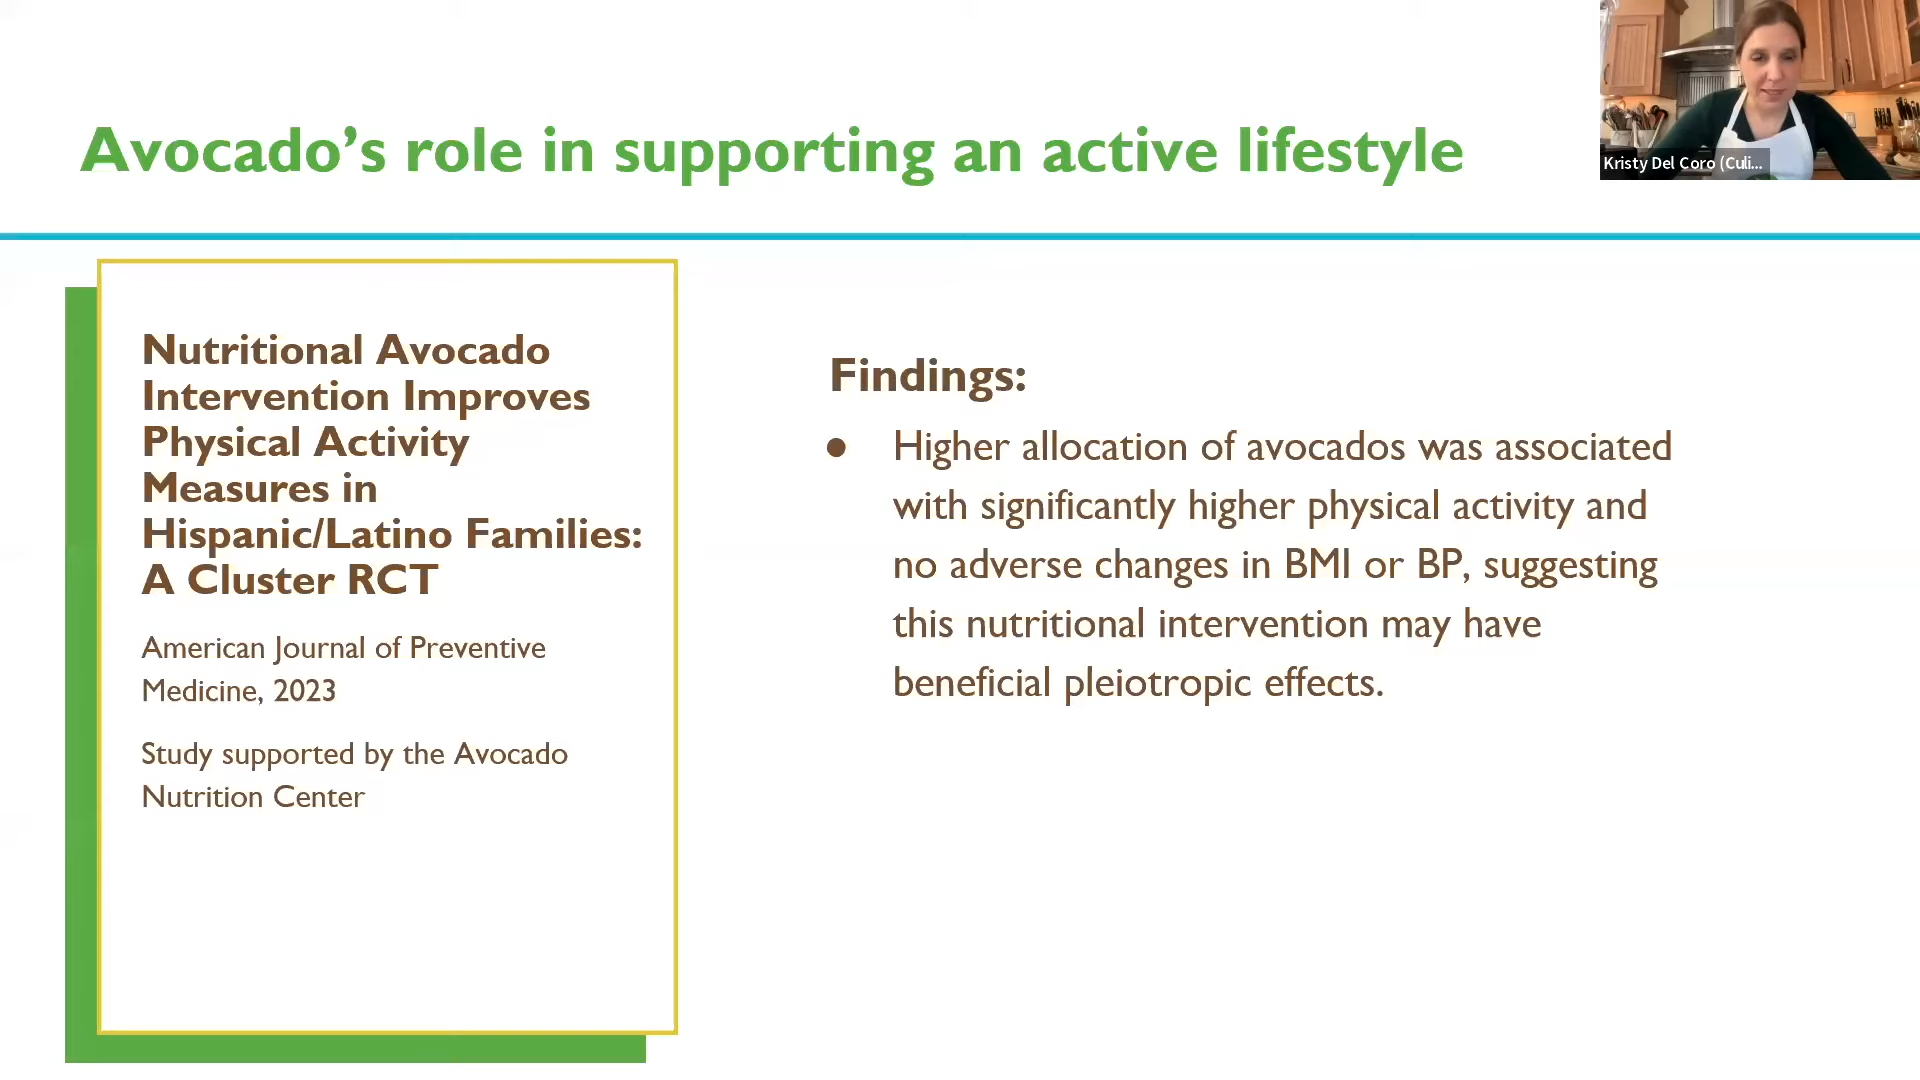 Avocado’s role in supporting an active lifestyle
Kristy Del Coro (Culi...
Nutritional Avocado
Intervention Improves
Physical Activity
Measures in
Hispanic/Latino Families:
A Cluster RCT
American Journal of Preventive
Medicine, 2023
Study supported by the Avocado
Nutrition Center
Findings:
● Higher allocation of avocados was associated
with significantly higher physical activity and
no adverse changes in BMI or BP, suggesting
this nutritional intervention may have
beneficial pleiotropic effects.